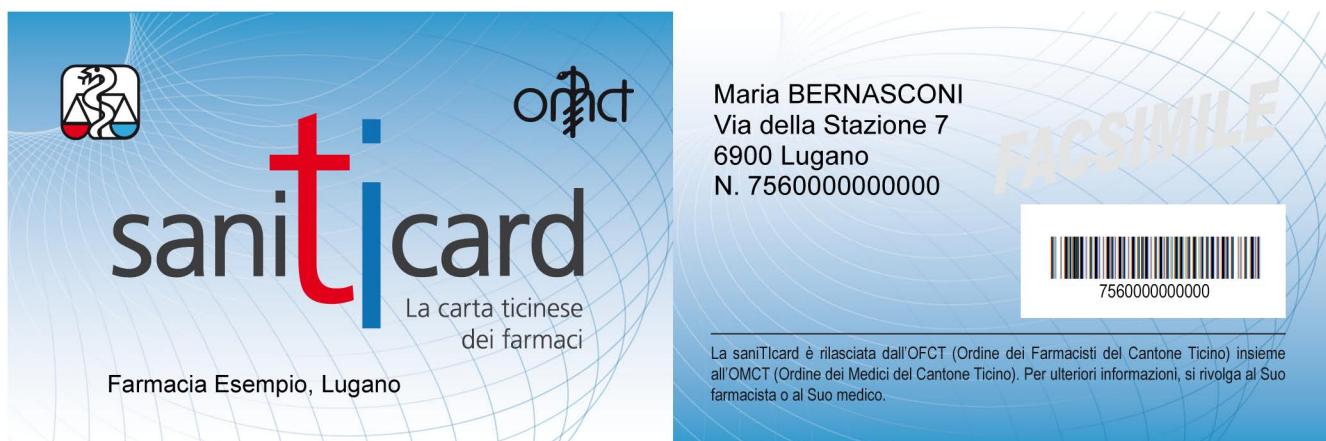 omct
saniTIcard
La carta ticinese
dei farmaci
Farmacia Esempio, Lugano
Maria BERNASCONI
Via della Stazione 7
6900 Lugano
N. 7560000000000
FACSIMILE
7560000000000
La saniTIcard è rilasciata dall'OFCT (Ordine dei Farmacisti del Cantone Ticino) insieme
all'OMCT (Ordine dei Medici del Cantone Ticino). Per ulteriori informazioni, si rivolga al Suo
farmacista o al Suo medico.